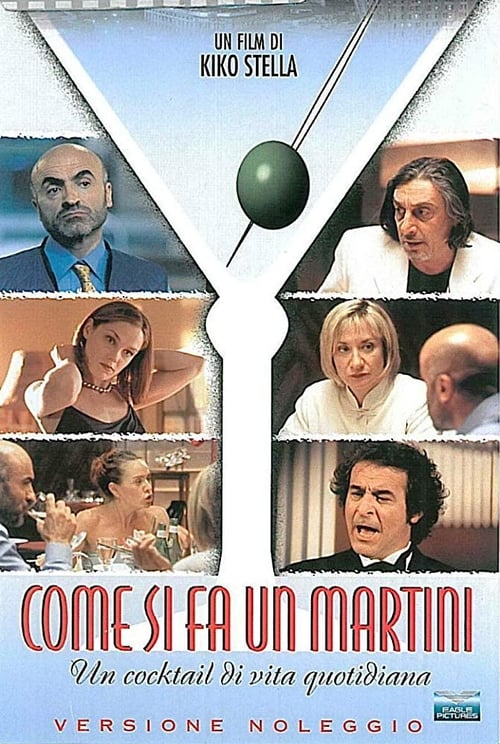 UN FILM DI
KIKO STELLA
COME SI FA UN MARTINI
Un cocktail di vita quotidiana
EAGLE
PICTURES
VERSIONE NOLEGGIO